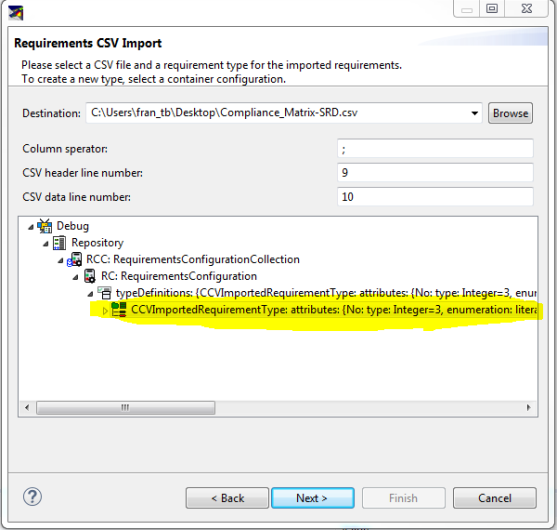 Requirements CSV Import
Please select a CSV file and a requirement type for the imported requirements.
To create a new type, select a container configuration.
Destination: C:\Users\fran_tb\Desktop\Compliance_Matrix-SRD.csv Browse
Column sperator: ;
CSV header line number: 9
CSV data line number: 10
Debug
Repository
RCC: RequirementsConfigurationCollection
RC: RequirementsConfiguration
typeDefinitions: {CCVImportedRequirementType: attributes: {No: type: Integer=3, enur
CCVImportedRequirementType: attributes: {No: type: Integer=3, enumeration: litera
< Back Next > Finish Cancel